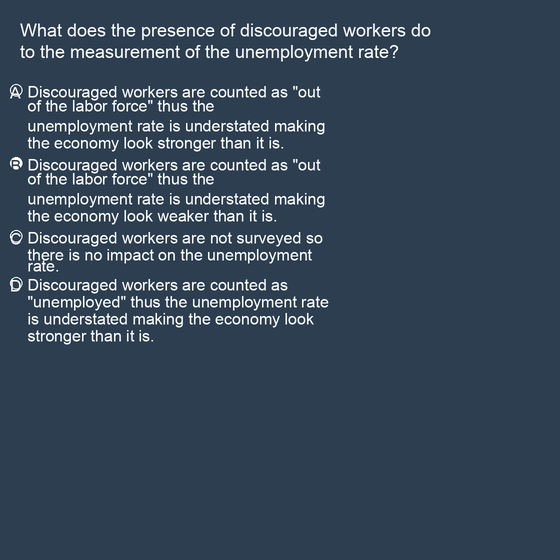 What does the presence of discouraged workers do
to the measurement of the unemployment rate?
A Discouraged workers are counted as "out
of the labor force" thus the
unemployment rate is understated making
the economy look stronger than it is.
B Discouraged workers are counted as "out
of the labor force" thus the
unemployment rate is understated making
the economy look weaker than it is.
C Discouraged workers are not surveyed so
there is no impact on the unemployment
rate.
D Discouraged workers are counted as
"unemployed" thus the unemployment rate
is understated making the economy look
stronger than it is.